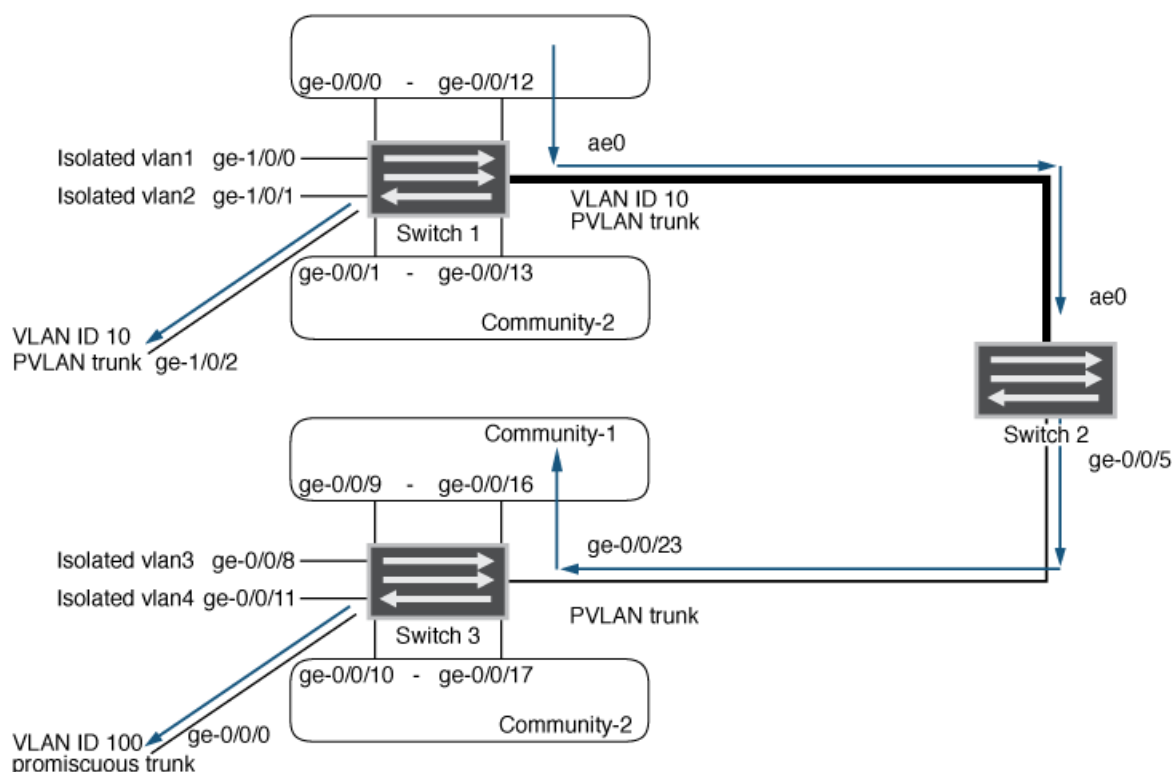 ge-0/0/0 - ge-0/0/12
ae0
Isolated vlan1 ge-1/0/0
Isolated vlan2 ge-1/0/1
VLAN ID 10
PVLAN trunk
Switch 1
ge-0/0/1 - ge-0/0/13
Community-2
ae0
VLAN ID 10
PVLAN trunk ge-1/0/2
Switch 2
ge-0/0/5
Community-1
ge-0/0/9 - ge-0/0/16
ge-0/0/23
Isolated vlan3 ge-0/0/8
Isolated vlan4 ge-0/0/11
PVLAN trunk
Switch 3
ge-0/0/10 - ge-0/0/17
Community-2
ge-0/0/0
VLAN ID 100
promiscuous trunk